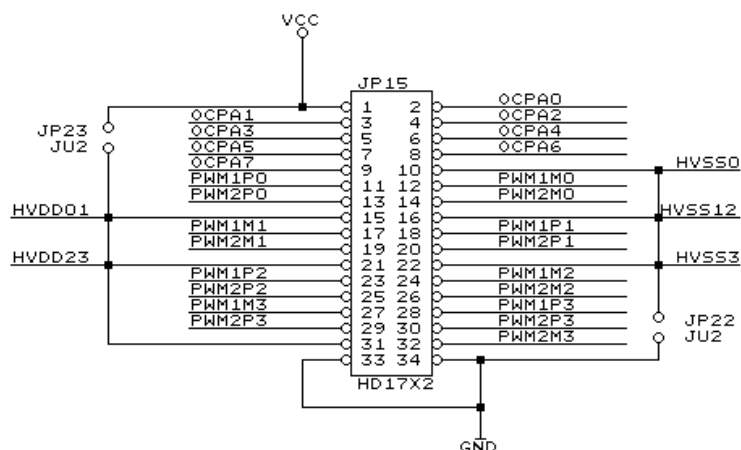 VCC
JP15
1 2 OCPA0
OCPA1 3 4 OCPA2
JP23 OCPA3 5 6 OCPA4
JU2 OCPA5 7 8 OCPA6
OCPA7 9 10 HVSS0
PWM1P0 11 12 PWM1M0
PWM2P0 13 14 PWM2M0
HVDD01 15 16 HVSS12
PWM1M1 17 18 PWM1P1
PWM2M1 19 20 PWM2P1
HVDD23 21 22 HVSS3
PWM1P2 23 24 PWM1M2
PWM2P2 25 26 PWM2M2
PWM1M3 27 28 PWM1P3
PWM2P3 29 30 PWM2P3 JP22
31 32 PWM2M3 JU2
33 34
HD17X2
GND